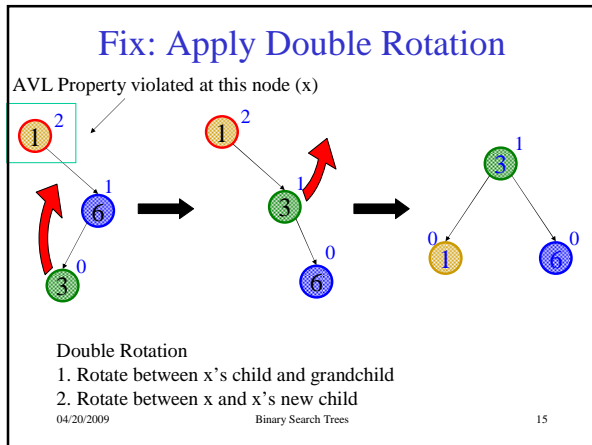 Fix: Apply Double Rotation
AVL Property violated at this node (x)
1 2
6 1
3 0
1 2
3 1
6 0
3 1
1 0
6 0
Double Rotation
1. Rotate between x's child and grandchild
2. Rotate between x and x's new child
04/20/2009 Binary Search Trees 15